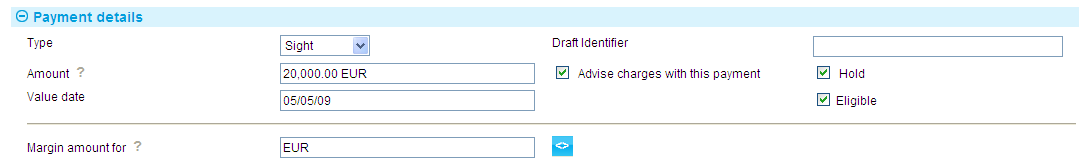 Payment details
Type Sight Draft Identifier
Amount ? 20,000.00 EUR Advise charges with this payment Hold
Value date 05/05/09 Eligible
Margin amount for ? EUR <>